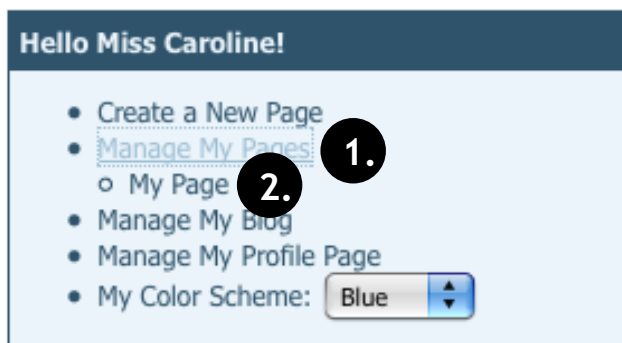 Hello Miss Caroline!
Create a New Page
Manage My Pages 1.
My Page 2.
Manage My Blog
Manage My Profile Page
My Color Scheme: Blue